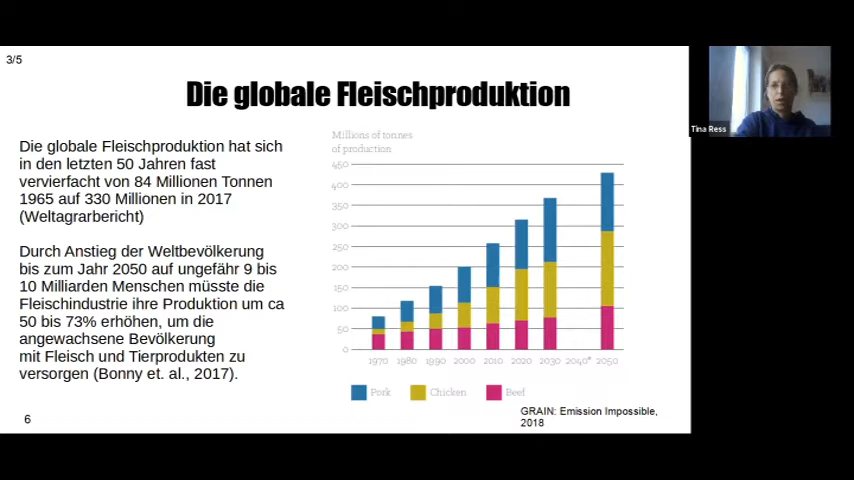 3/5
Die globale Fleischproduktion
Tina Ress
Die globale Fleischproduktion hat sich
in den letzten 50 Jahren fast
vervierfacht von 84 Millionen Tonnen
1965 auf 330 Millionen in 2017
(Weltagrarbericht)
Durch Anstieg der Weltbevölkerung
bis zum Jahr 2050 auf ungefähr 9 bis
10 Milliarden Menschen müsste die
Fleischindustrie ihre Produktion um ca
50 bis 73% erhöhen, um die
angewachsene Bevölkerung
mit Fleisch und Tierprodukten zu
versorgen (Bonny et. al., 2017).
Millions of tonnes
of production
450
400
350
300
250
200
150
100
50
0
1970 1980 1990 2000 2010 2020 2030 2040* 2050
Pork Chicken Beef
GRAIN: Emission Impossible,
2018
6